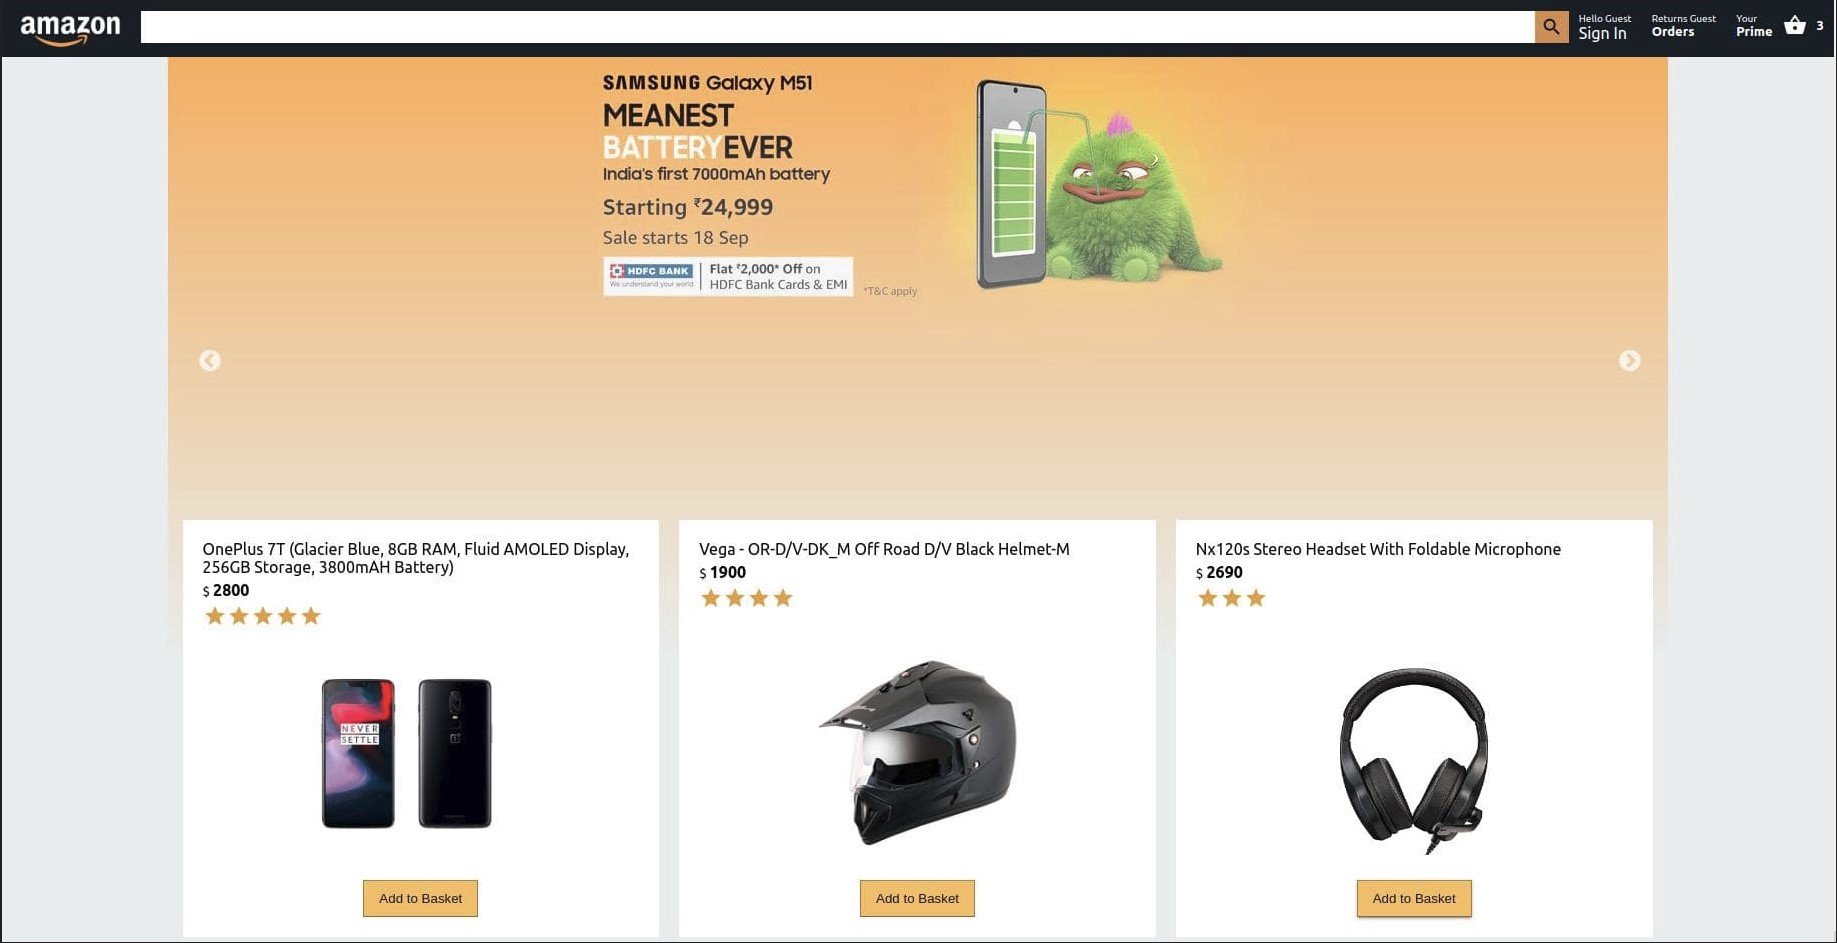 amazon
Hello Guest
Sign In
Returns Guest
Orders
Your
Prime
3
SAMSUNG Galaxy M51
MEANEST
BATTERYEVER
India's first 7000mAh battery
Starting ₹24,999
Sale starts 18 Sep
HDFC BANK
We understand your world
Flat ₹2,000* Off on
HDFC Bank Cards & EMI
*T&C apply
OnePlus 7T (Glacier Blue, 8GB RAM, Fluid AMOLED Display,
256GB Storage, 3800mAH Battery)
$ 2800
NEVER
SETTLE
Add to Basket
Vega - OR-D/V-DK_M Off Road D/V Black Helmet-M
$ 1900
Add to Basket
Nx120s Stereo Headset With Foldable Microphone
$ 2690
Add to Basket